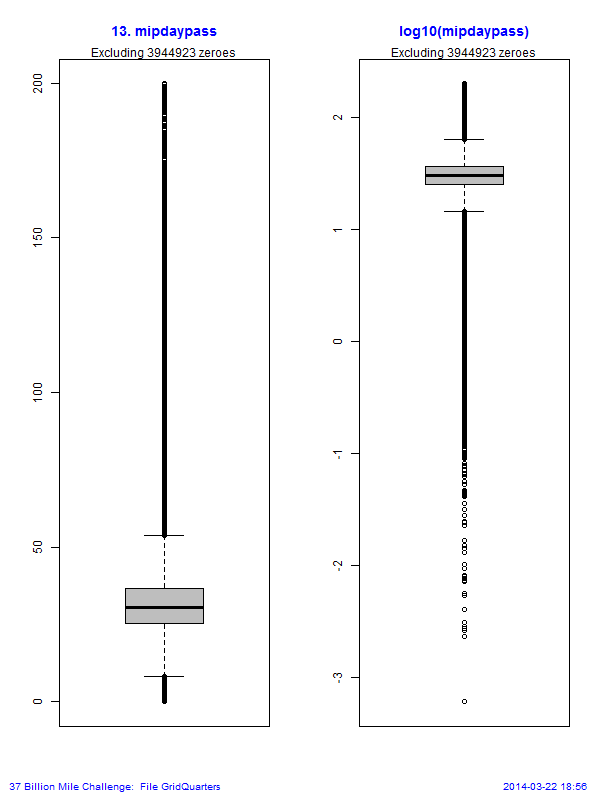 13. mipdaypass
Excluding 3944923 zeroes
200
150
100
50
0
log10(mipdaypass)
Excluding 3944923 zeroes
2
1
0
-1
-2
-3
37 Billion Mile Challenge: File GridQuarters
2014-03-22 18:56